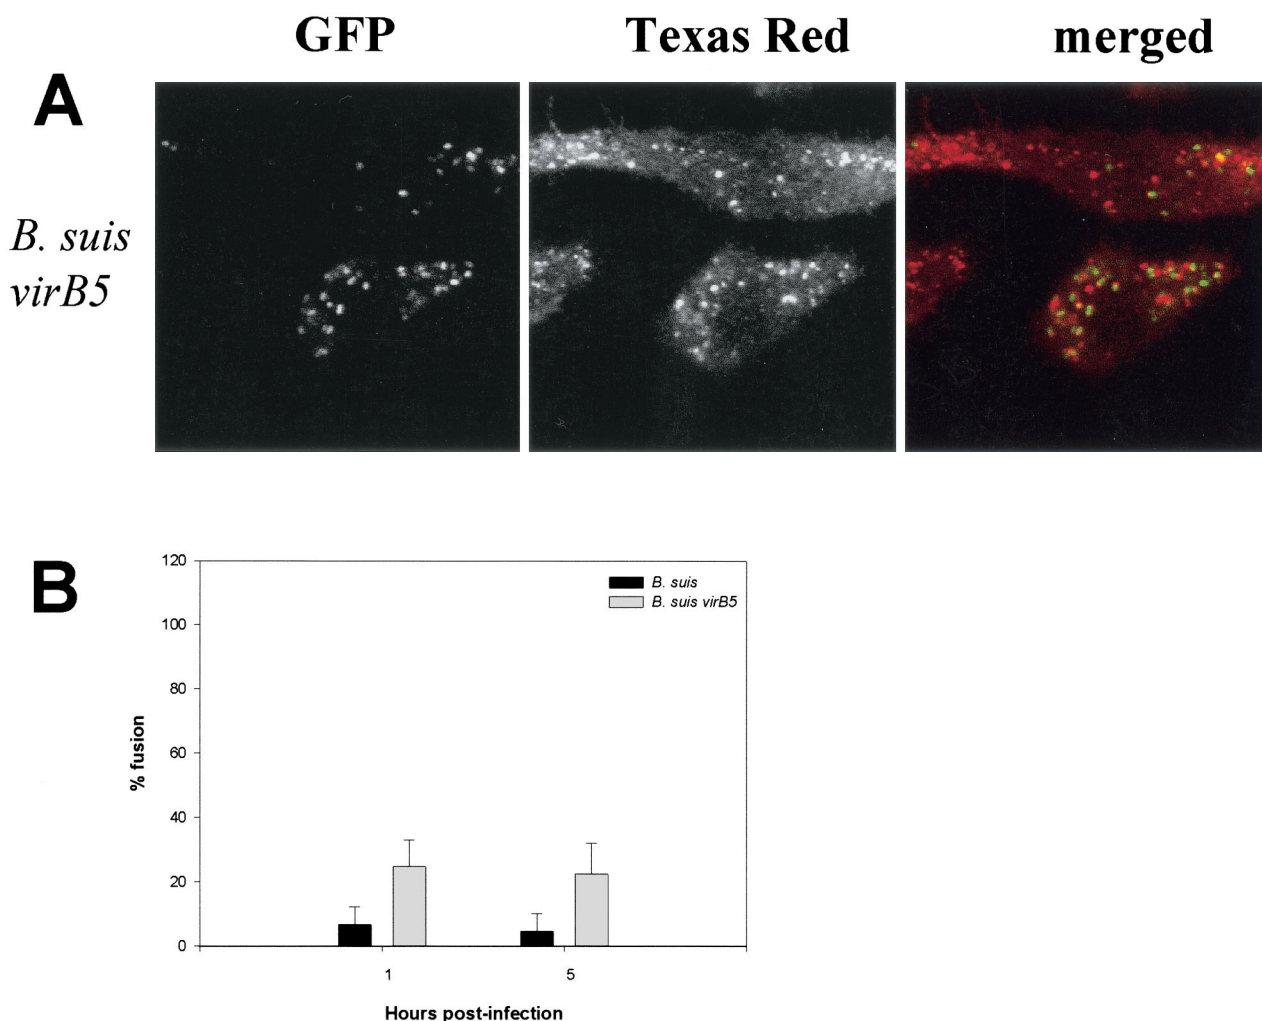 GFP
Texas Red
merged
A
B. suis
virB5
B
120
100
80
60
40
20
0
% fusion
B. suis
B. suis virB5
1
5
Hours post-infection